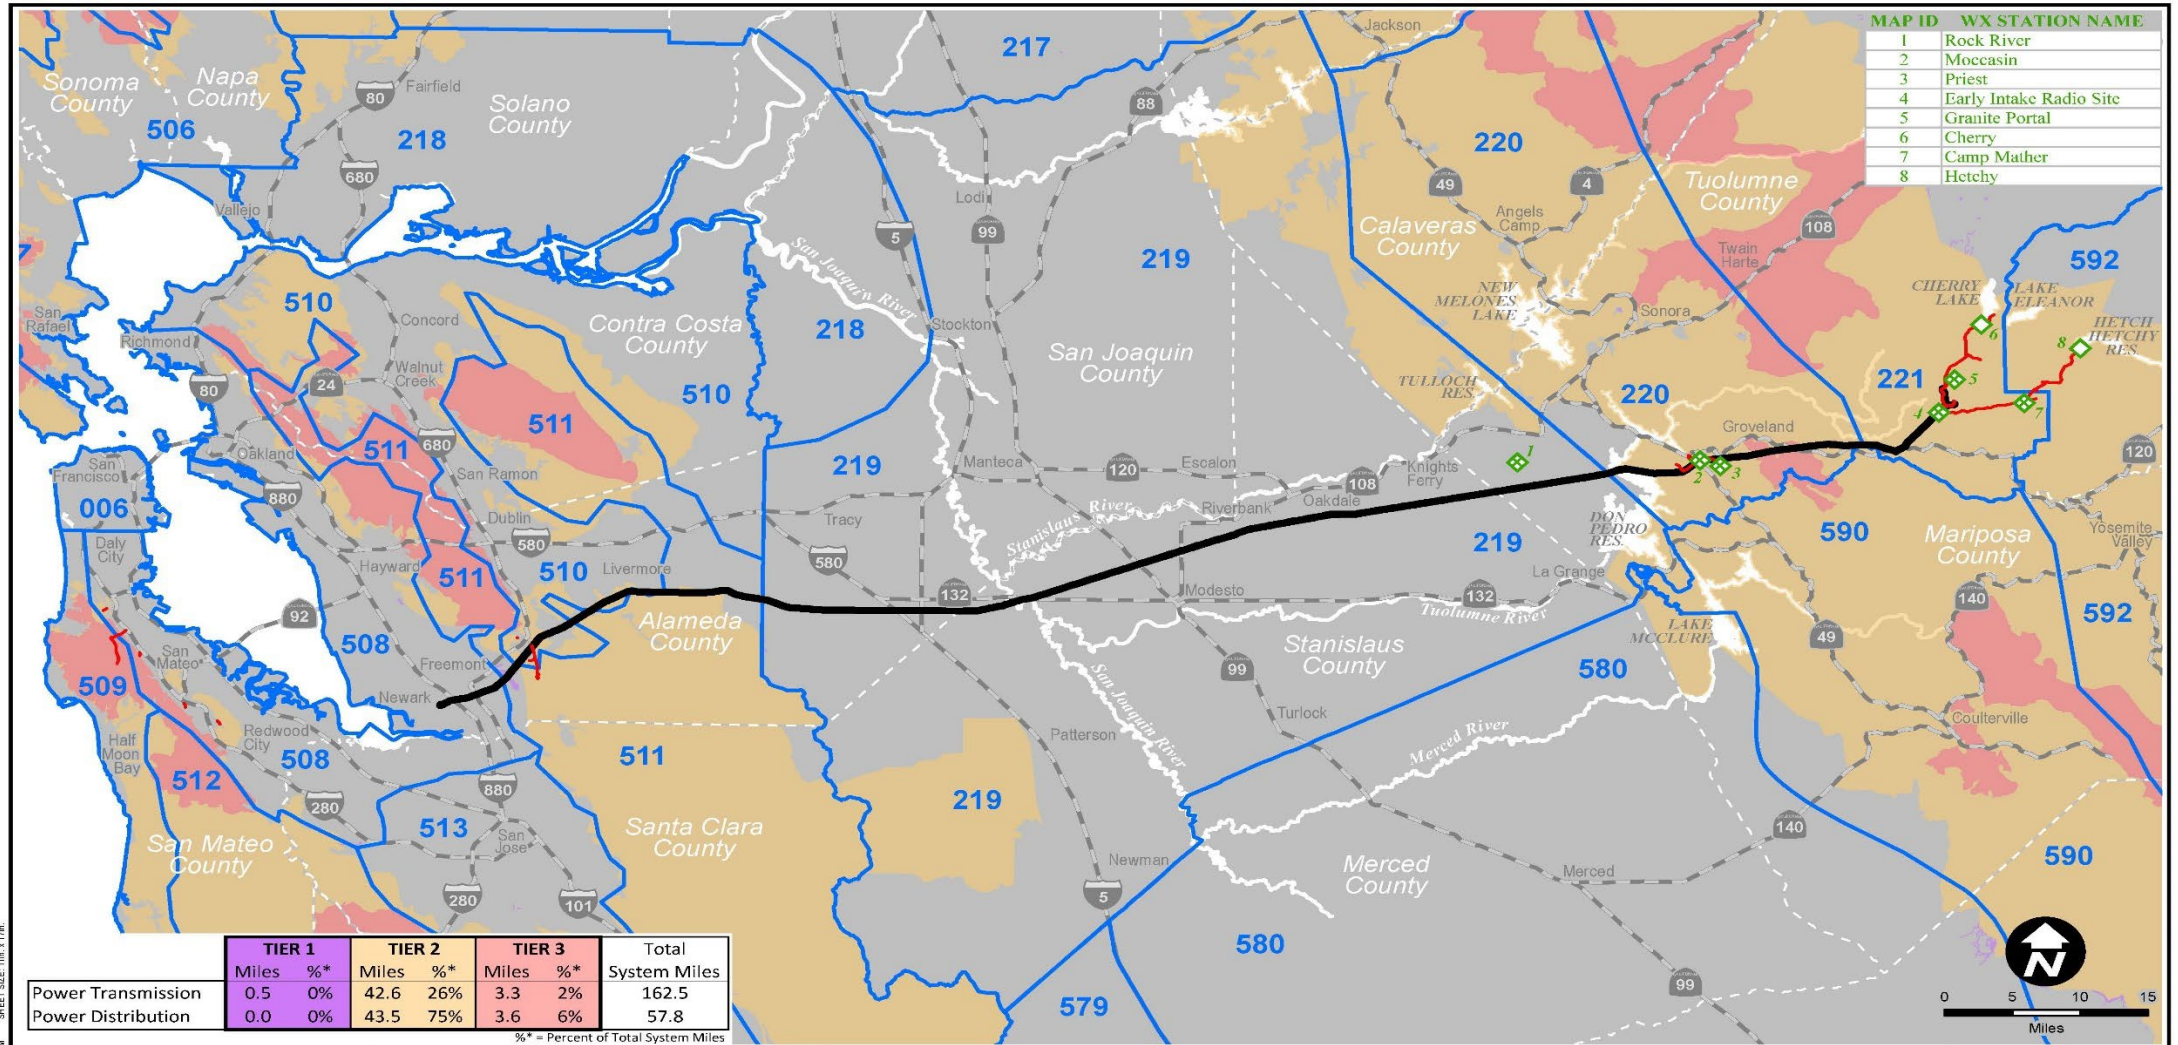 MAP ID WX STATION NAME
1 Rock River
2 Moccasin
3 Priest
4 Early Intake Radio Site
5 Granite Portal
6 Cherry
7 Camp Mather
8 Hetchy
Jackson
217
Sonoma
County
Napa
County
506
80
Fairfield
Solano
County
218
680
Vallejo
88
Lodi
5
99
220
49
4
Angels
Camp
Calaveras
County
Tuolumne
County
108
Twain
Harte
219
592
CHERRY
LAKE
LAKE
ELEANOR
HETCH
HETCHY
RES.
6
8
San Joaquin River
NEW
MELONES
LAKE
Sonora
San
Rafael
510
Richmond
Concord
Contra Costa
County
218
Stockton
San Joaquin
County
80
24
Walnut
Creek
510
TULLOCH
RES.
220
221
5
4
7
511
511
680
Oakland
San Ramon
219
Manteca
120
Escalon
108
Knights
Ferry
1
Groveland
2
3
120
San
Francisco
006
880
Dublin
580
Tracy
580
Stanislaus River
Riverbank
Oakdale
219
DON
PEDRO
RES.
590
Mariposa
County
Yosemite
Valley
Daly
City
Hayward
511
510
Livermore
132
Modesto
132
La Grange
Tuolumne River
140
592
92
508
Alameda
County
LAKE
MCCLURE
49
San
Mateo
Freemont
Stanislaus
County
580
509
Newark
99
San Joaquin River
Turlock
Merced River
Coulterville
Half
Moon
Bay
Redwood
City
508
Patterson
512
880
511
280
513
San
Jose
219
Santa Clara
County
San Mateo
County
140
Newman
Merced
County
Merced
590
280
101
5
580
579
99
N
0 5 10 15
Miles
TIER 1 TIER 2 TIER 3 Total
Miles %* Miles %* Miles %* System Miles
Power Transmission 0.5 0% 42.6 26% 3.3 2% 162.5
Power Distribution 0.0 0% 43.5 75% 3.6 6% 57.8
%* = Percent of Total System Miles